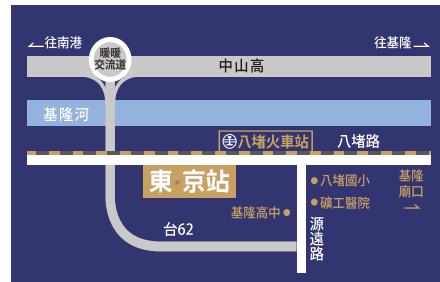 往南港
往基隆
暖暖
交流道
中山高
基隆河
八堵火車站
八堵路
東·京站
八堵國小
基隆
廟口
礦工醫院
基隆高中
源遠路
台62